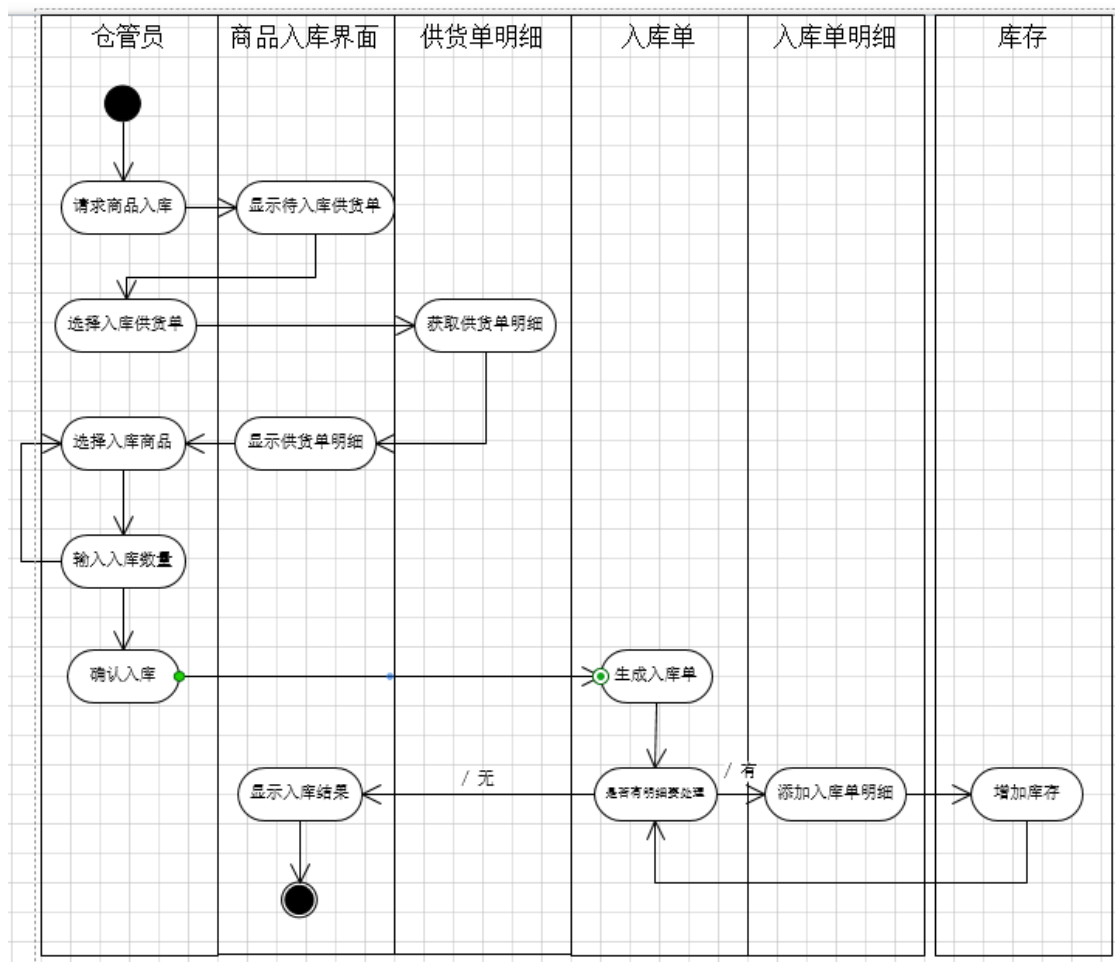 仓管员
商品入库界面
供货单明细
入库单
入库单明细
库存
请求商品入库
显示待入库供货单
选择入库供货单
获取供货单明细
选择入库商品
显示供货单明细
输入入库数量
确认入库
生成入库单
显示入库结果
/ 无
是否有明细要处理
/ 有
添加入库单明细
增加库存